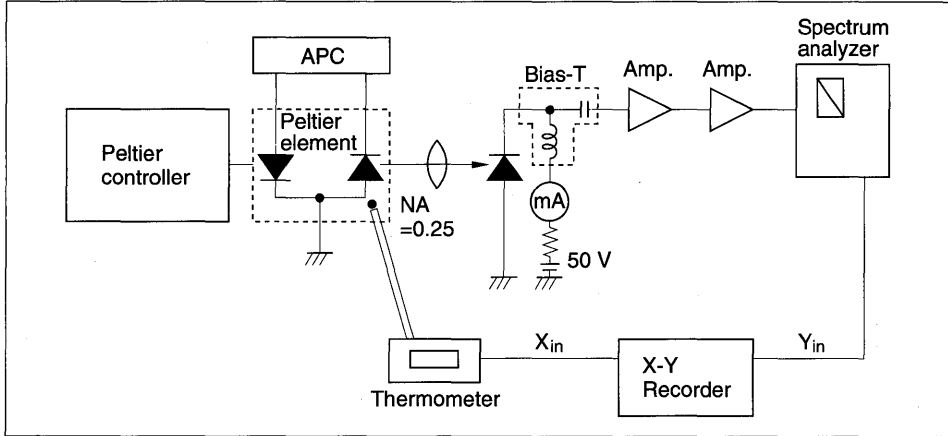 Spectrum
analyzer
APC
Bias-T
Amp.
Amp.
Peltier
element
Peltier
controller
NA
=0.25
mA
50 V
Xin
Yin
X-Y
Recorder
Thermometer